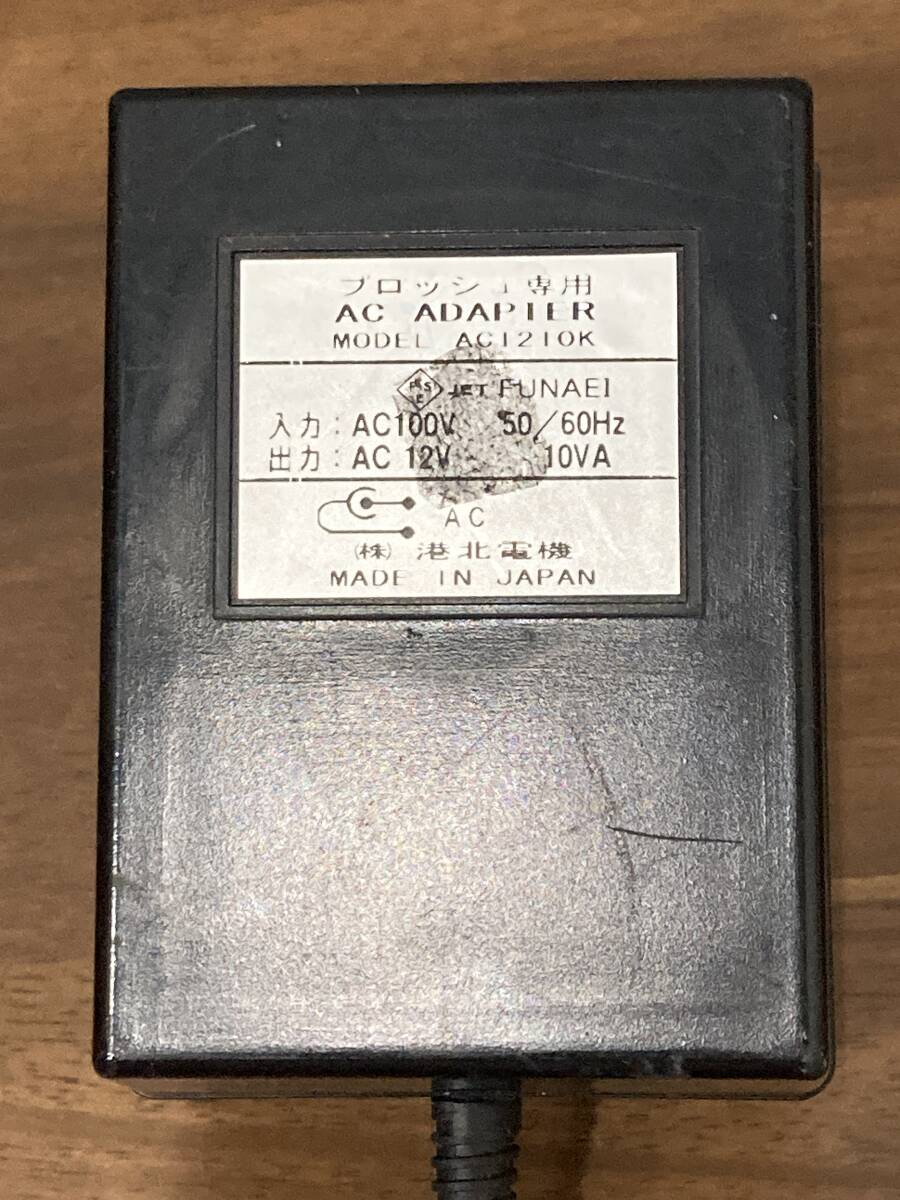 ブロッシュ専用
AC ADAPTER
MODEL AC1210K
PSE JET FUNAEI
入力：AC100V 50／60Hz
出力：AC 12V 10VA
AC
（株）港北電機
MADE IN JAPAN